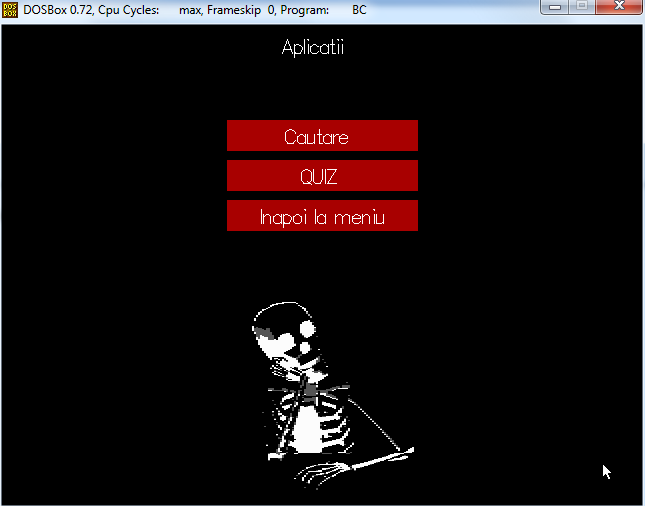 DOSBox 0.72, Cpu Cycles: max, Frameskip 0, Program: BC
Aplicatii
Cautare
QUIZ
Inapoi la meniu